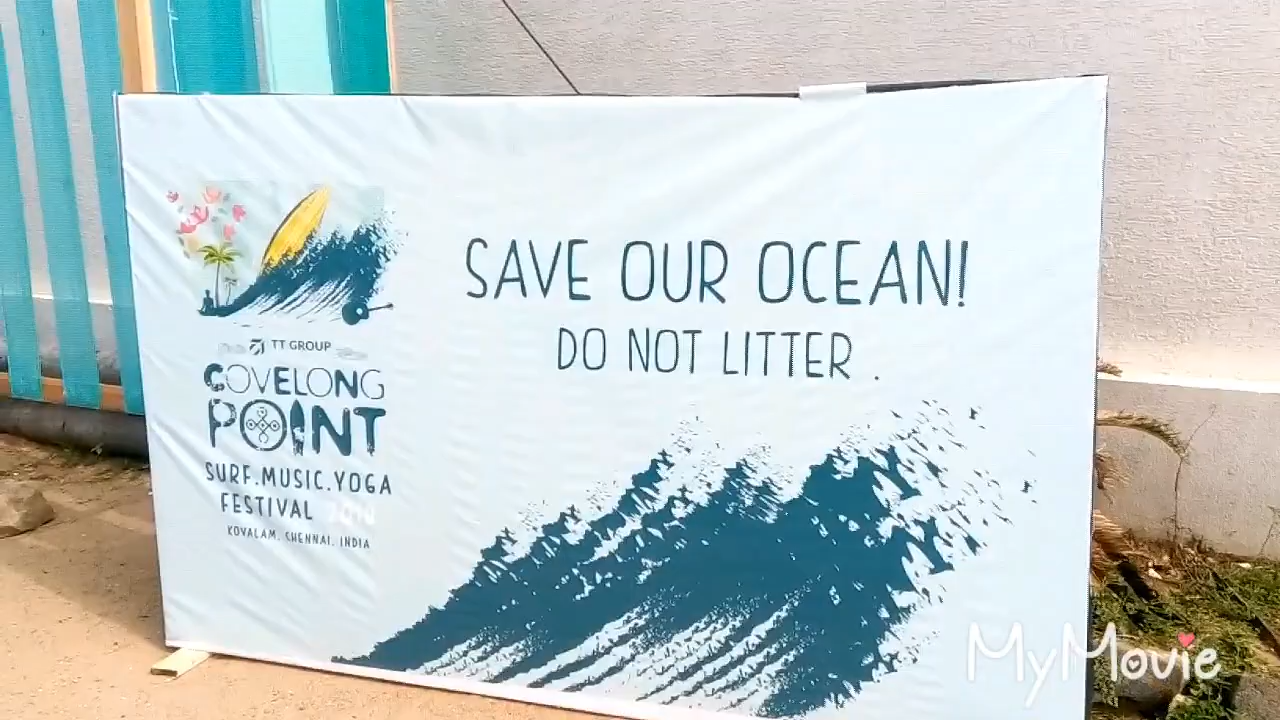 TT GROUP
COVELONG
POINT
SURF.MUSIC.YOGA
FESTIVAL
KOVALAM. CHENNAI. INDIA
SAVE OUR OCEAN!
DO NOT LITTER .
MyMovie